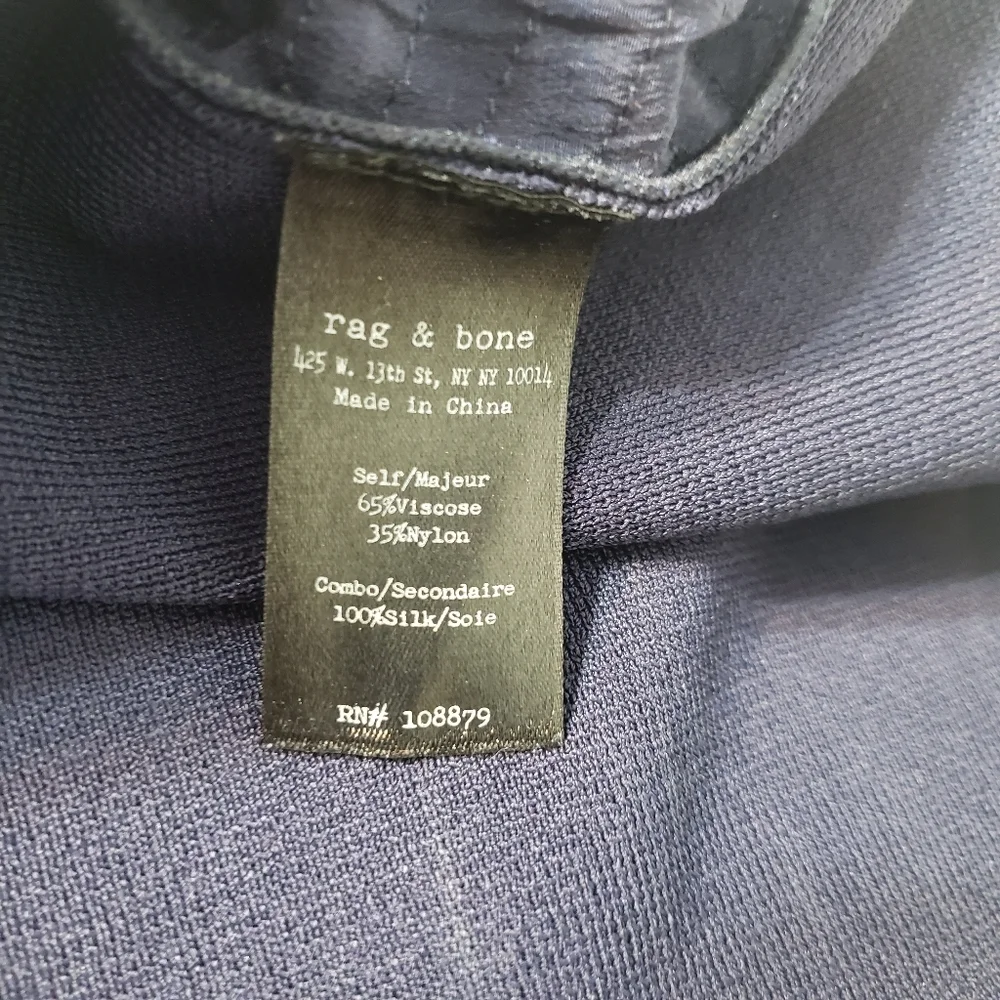 rag & bone
425 W. 13th St, NY NY 10014
Made in China
Self/Majeur
65%Viscose
35%Nylon
Combo/Secondaire
100%Silk/Soie
RN# 108879